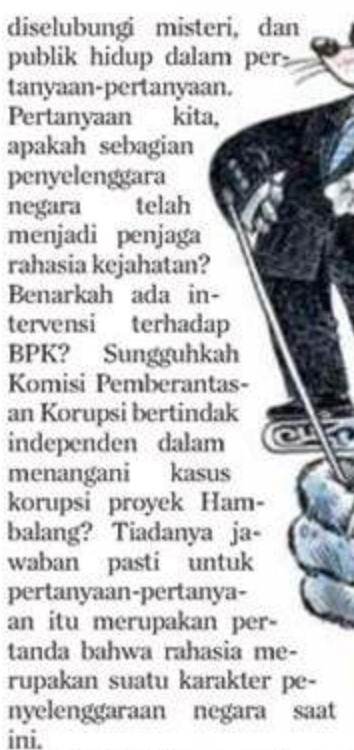 diselubungi misteri, dan
publik hidup dalam per-
tanyaan-pertanyaan.
Pertanyaan kita,
apakah sebagian
penyelenggara
negara telah
menjadi penjaga
rahasia kejahatan?
Benarkah ada in-
tervensi terhadap
BPK? Sungguhkah
Komisi Pemberantas-
an Korupsi bertindak
independen dalam
menangani kasus
korupsi proyek Ham-
balang? Tiadanya ja-
waban pasti untuk
pertanyaan-pertanya-
an itu merupakan per-
tanda bahwa rahasia me-
rupakan suatu karakter pe-
nyelenggaraan negara saat
ini.